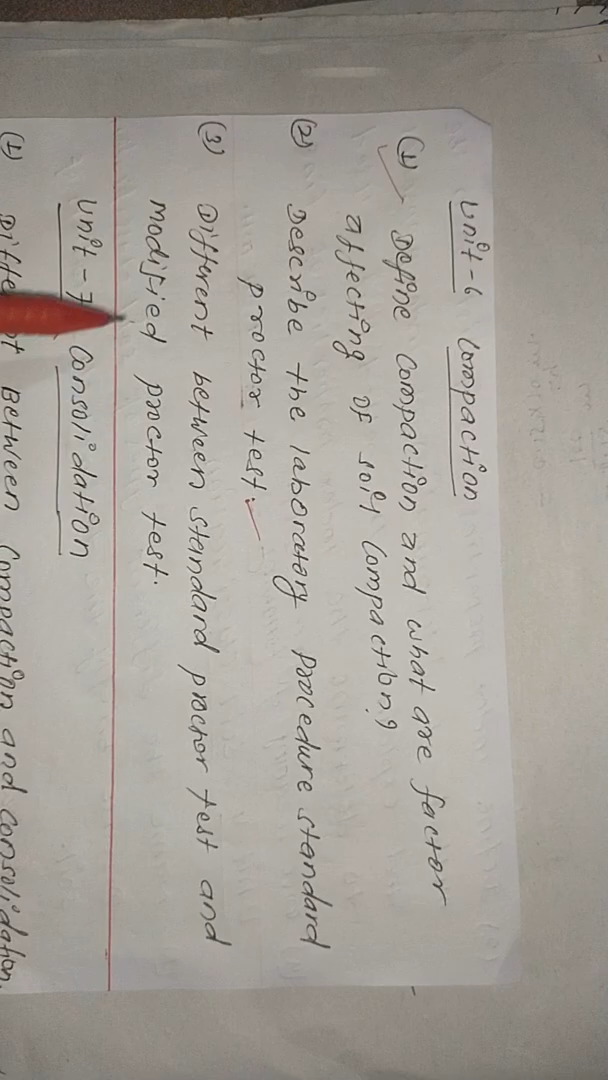 Unit-6 Compaction
(1) Define Compaction and what are factor
affecting of soil Compaction?
(2) Describe the laboratory Procedure standard
proctor test.
(3) Different between standard proctor test and
Modified proctor test.
Unit-7 Consolidation
(1) Between Compaction and consolidation.